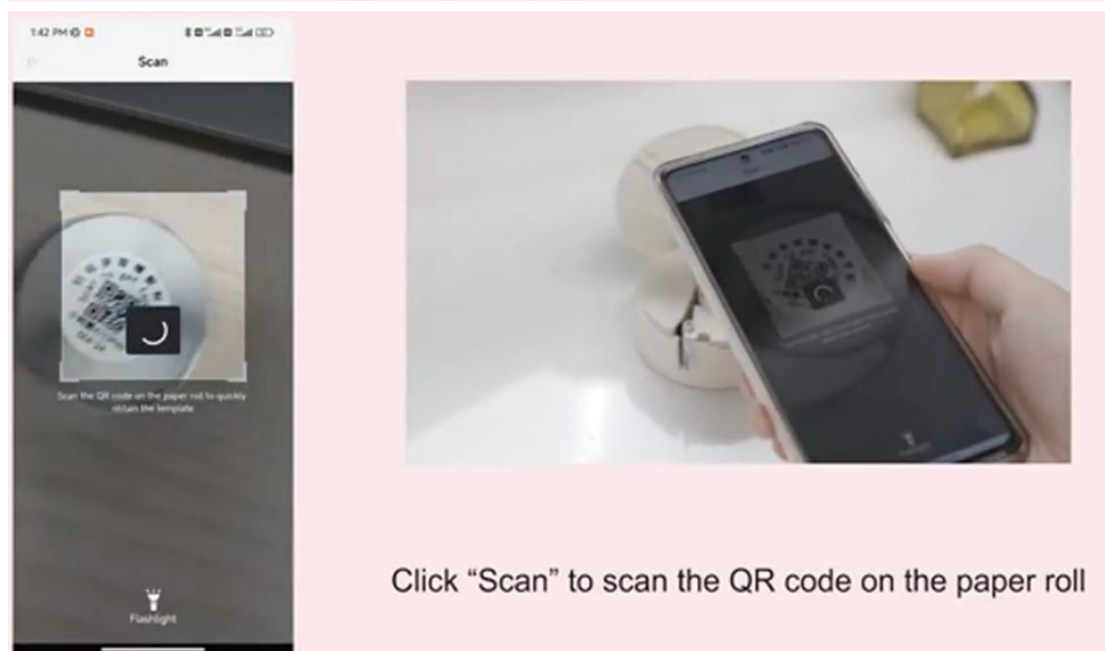 1:42 PM
Scan
Scan the QR code on the paper roll to quickly
obtain the template
Flashlight
Click “Scan” to scan the QR code on the paper roll